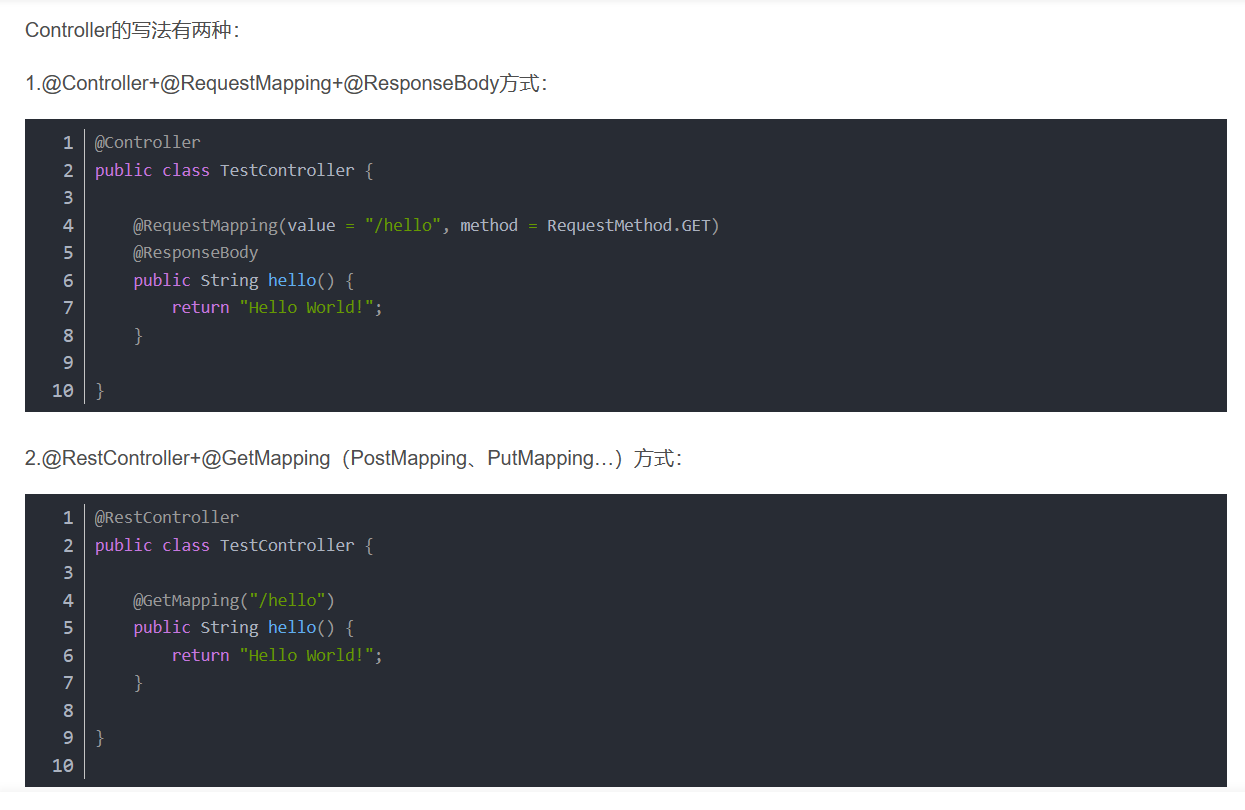 Controller的写法有两种：
1.@Controller+@RequestMapping+@ResponseBody方式：
1 @Controller
2 public class TestController {
3
4     @RequestMapping(value = "/hello", method = RequestMethod.GET)
5     @ResponseBody
6     public String hello() {
7         return "Hello World!";
8     }
9
10 }
2.@RestController+@GetMapping（PostMapping、PutMapping…）方式：
1 @RestController
2 public class TestController {
3
4     @GetMapping("/hello")
5     public String hello() {
6         return "Hello World!";
7     }
8
9 }
10